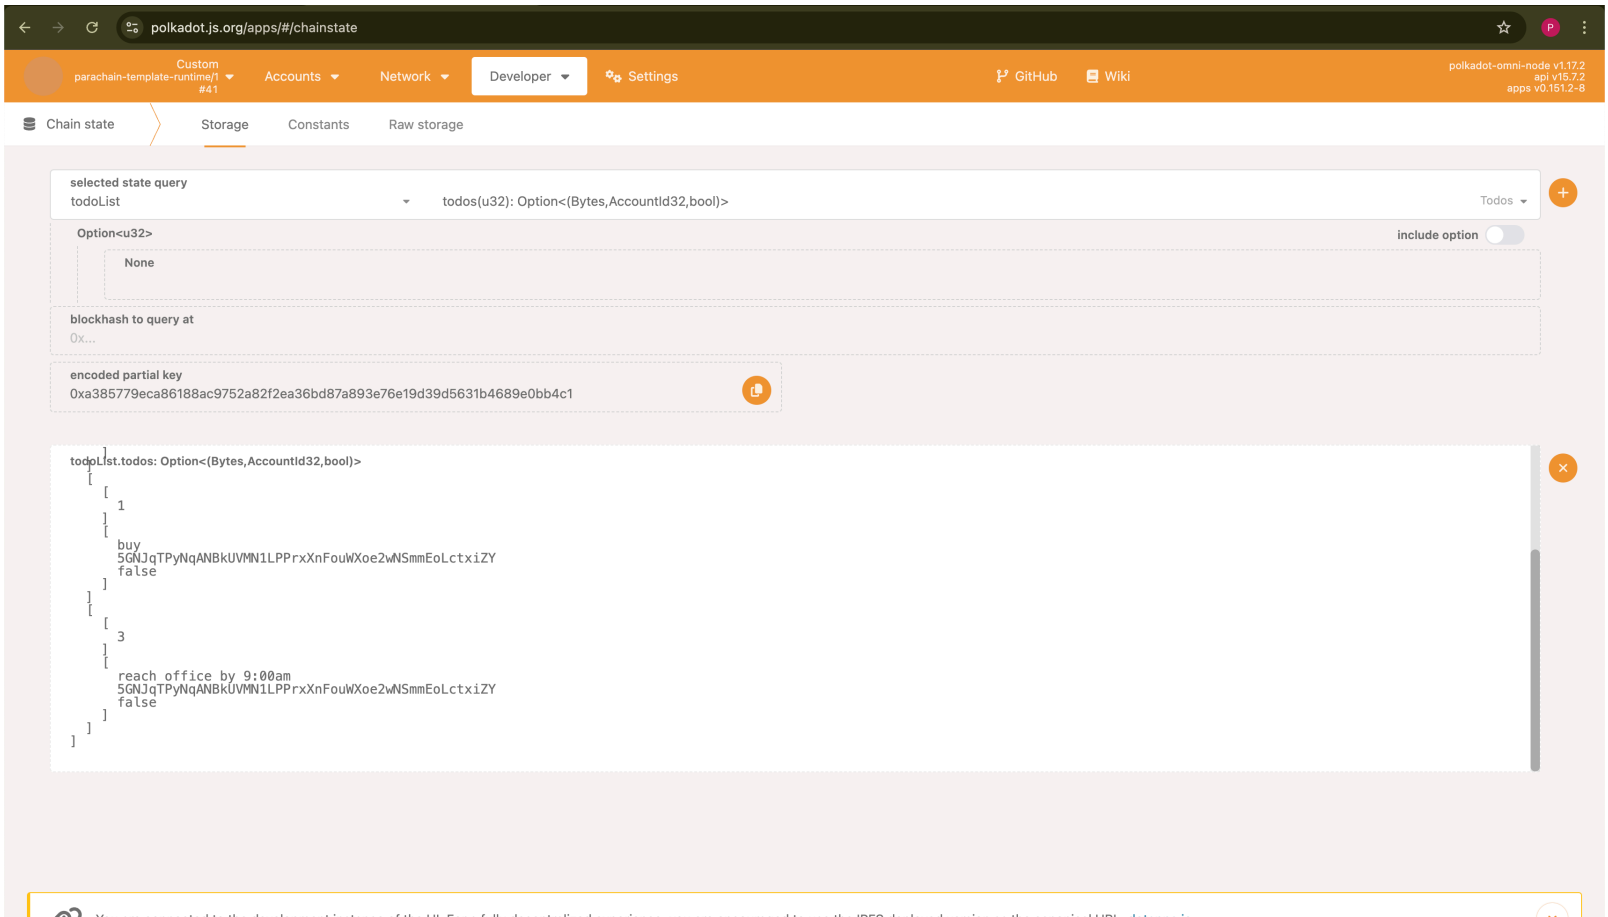 polkadot.js.org/apps/#/chainstate
P
Custom
parachain-template-runtime/1
#41
Accounts
Network
Developer
Settings
GitHub
Wiki
polkadot-omni-node v1.17.2
api v15.7.2
apps v0.151.2-8
Chain state
Storage
Constants
Raw storage
selected state query
todoList
todos(u32): Option<(Bytes,AccountId32,bool)>
Todos
Option<u32>
include option
None
blockhash to query at
0x...
encoded partial key
0xa385779eca86188ac9752a82f2ea36bd87a893e76e19d39d5631b4689e0bb4c1
]
todoList.todos: Option<(Bytes,AccountId32,bool)>
]
[
[
1
]
[
buy
5GNJqTPyNqANBkUVMN1LPPrxXnFouWXoe2wNSmmEoLctxiZY
false
]
]
[
[
3
]
[
reach office by 9:00am
5GNJqTPyNqANBkUVMN1LPPrxXnFouWXoe2wNSmmEoLctxiZY
false
]
]
]